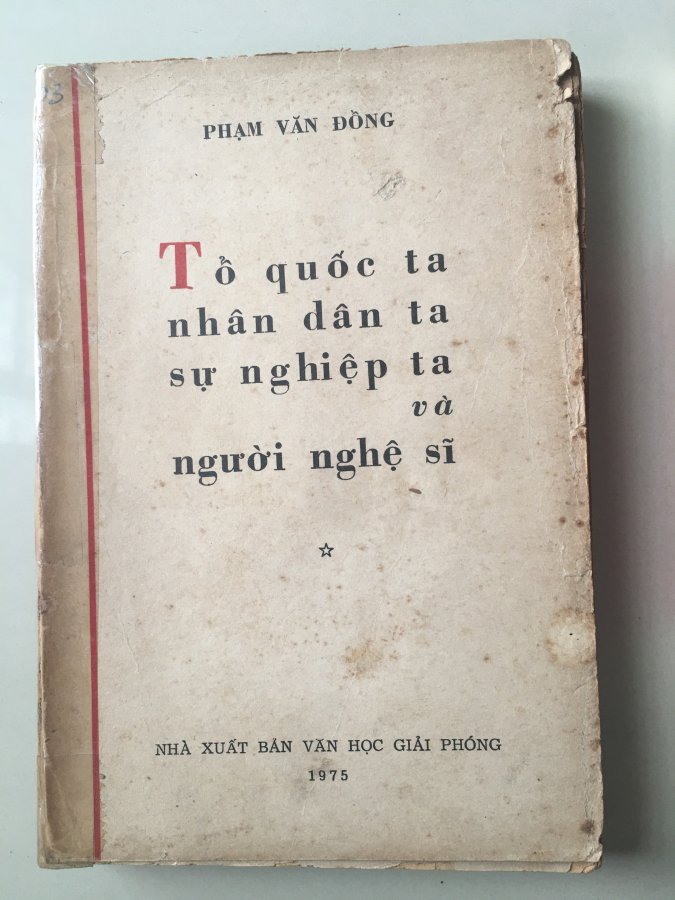 PHẠM VĂN ĐỒNG
Tổ quốc ta
nhân dân ta
sự nghiệp ta
và
người nghệ sĩ
NHÀ XUẤT BẢN VĂN HỌC GIẢI PHÓNG
1975